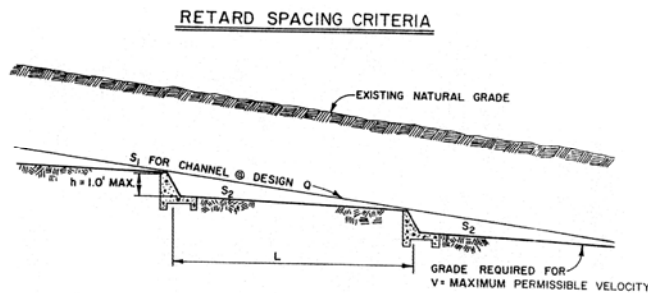 RETARD SPACING CRITERIA
EXISTING NATURAL GRADE
S₁ FOR CHANNEL @ DESIGN Q
h = 1.0' MAX.
S₂
S₂
L
GRADE REQUIRED FOR
V = MAXIMUM PERMISSIBLE VELOCITY